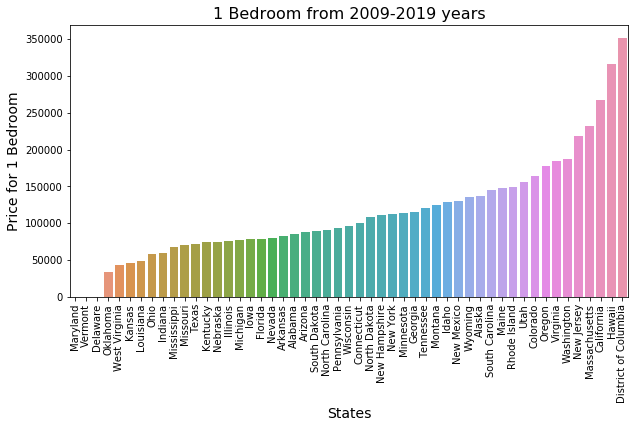 1 Bedroom from 2009-2019 years
Price for 1 Bedroom
350000
300000
250000
200000
150000
100000
50000
0
Maryland
Vermont
Delaware
Oklahoma
West Virginia
Kansas
Louisiana
Ohio
Indiana
Mississippi
Missouri
Texas
Kentucky
Nebraska
Illinois
Michigan
Iowa
Florida
Nevada
Arkansas
Alabama
Arizona
South Dakota
North Carolina
Pennsylvania
Wisconsin
Connecticut
North Dakota
New Hampshire
New York
Minnesota
Georgia
Tennessee
Montana
Idaho
New Mexico
Wyoming
Alaska
South Carolina
Maine
Rhode Island
Utah
Colorado
Oregon
Virginia
Washington
New Jersey
Massachusetts
California
Hawaii
District of Columbia
States